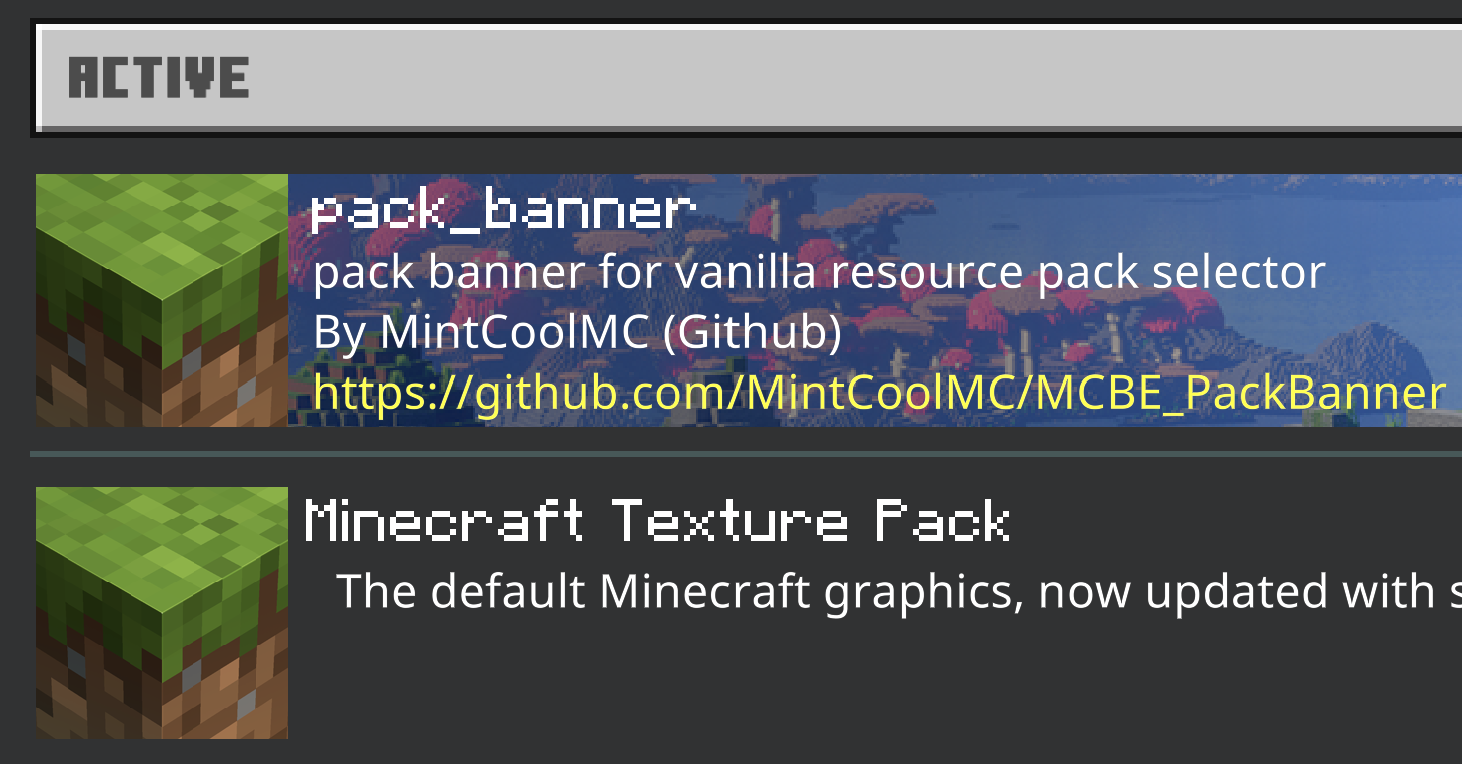 ACTIVE
pack_banner
pack banner for vanilla resource pack selector
By MintCoolMC (Github)
https://github.com/MintCoolMC/MCBE_PackBanner
Minecraft Texture Pack
The default Minecraft graphics, now updated with